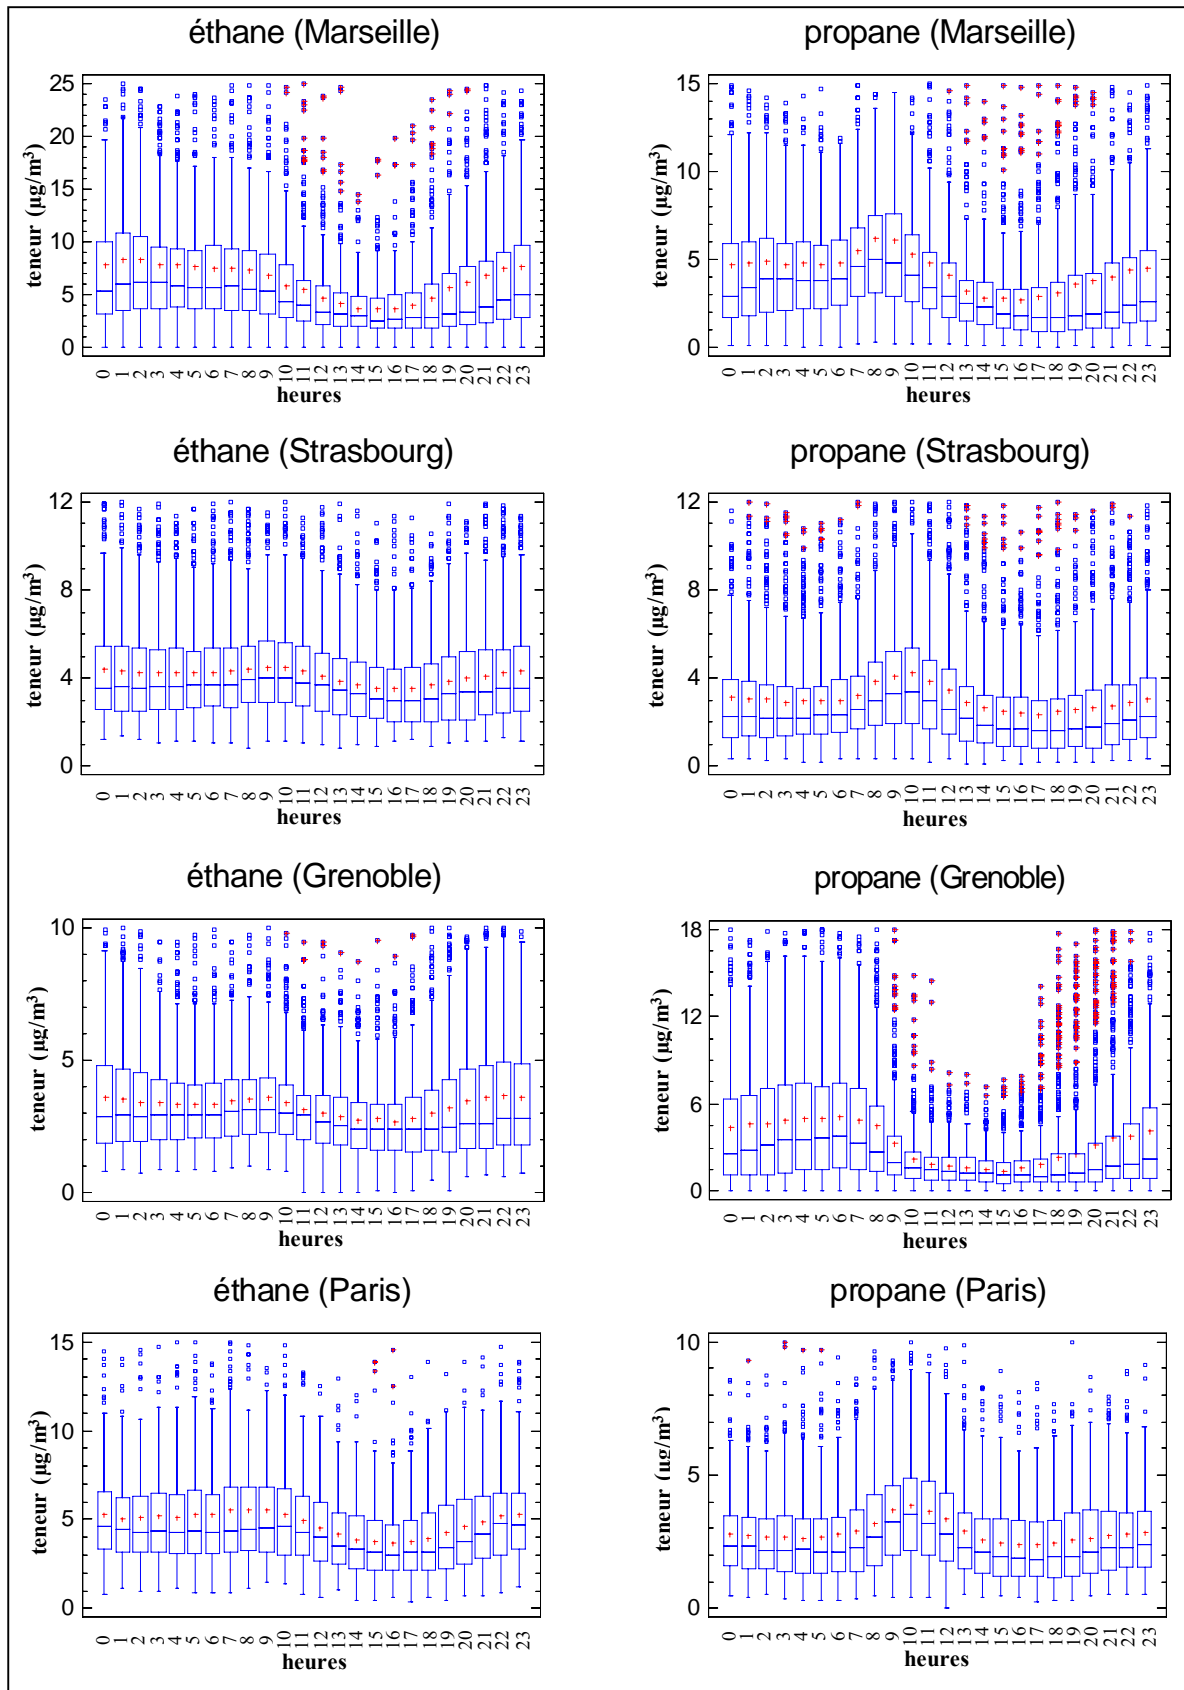 éthane (Marseille)
teneur (µg/m³)
25
20
15
10
5
0
0 1 2 3 4 5 6 7 8 9 10 11 12 13 14 15 16 17 18 19 20 21 22 23
heures
propane (Marseille)
teneur (µg/m³)
15
10
5
0
0 1 2 3 4 5 6 7 8 9 10 11 12 13 14 15 16 17 18 19 20 21 22 23
heures
éthane (Strasbourg)
teneur (µg/m³)
12
8
4
0
0 1 2 3 4 5 6 7 8 9 10 11 12 13 14 15 16 17 18 19 20 21 22 23
heures
propane (Strasbourg)
teneur (µg/m³)
12
8
4
0
0 1 2 3 4 5 6 7 8 9 10 11 12 13 14 15 16 17 18 19 20 21 22 23
heures
éthane (Grenoble)
teneur (µg/m³)
10
5
0
0 1 2 3 4 5 6 7 8 9 10 11 12 13 14 15 16 17 18 19 20 21 22 23
heures
propane (Grenoble)
teneur (µg/m³)
18
12
6
0
0 1 2 3 4 5 6 7 8 9 10 11 12 13 14 15 16 17 18 19 20 21 22 23
heures
éthane (Paris)
teneur (µg/m³)
15
10
5
0
0 1 2 3 4 5 6 7 8 9 10 11 12 13 14 15 16 17 18 19 20 21 22 23
heures
propane (Paris)
teneur (µg/m³)
10
5
0
0 1 2 3 4 5 6 7 8 9 10 11 12 13 14 15 16 17 18 19 20 21 22 23
heures